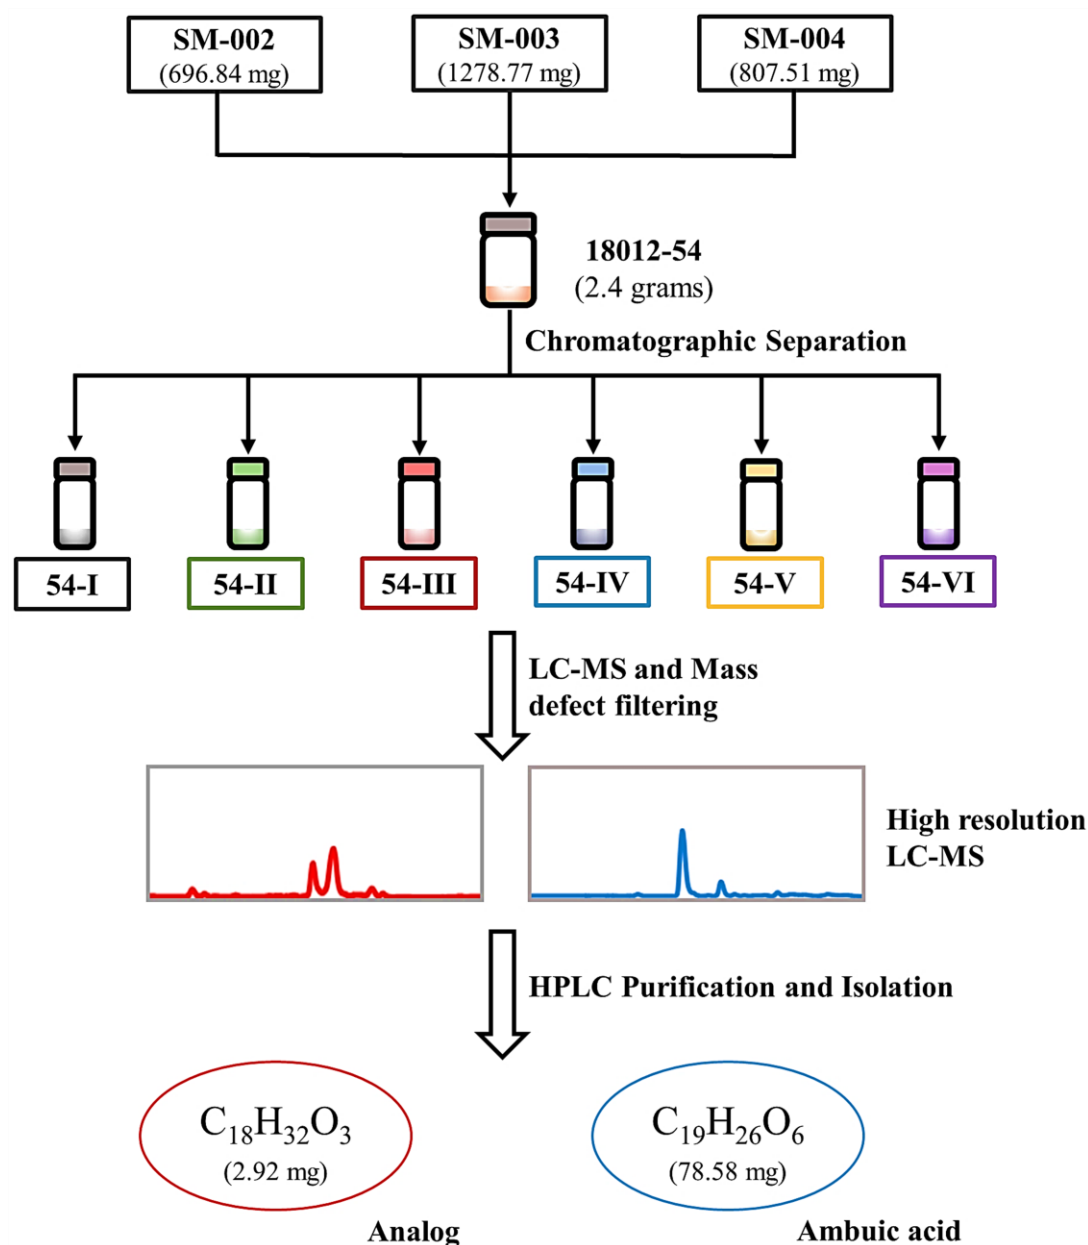 SM-002
(696.84 mg)
SM-003
(1278.77 mg)
SM-004
(807.51 mg)
18012-54
(2.4 grams)
Chromatographic Separation
54-I
54-II
54-III
54-IV
54-V
54-VI
LC-MS and Mass
defect filtering
High resolution
LC-MS
HPLC Purification and Isolation
C₁₈H₃₂O₃
(2.92 mg)
Analog
C₁₉H₂₆O₆
(78.58 mg)
Ambuic acid